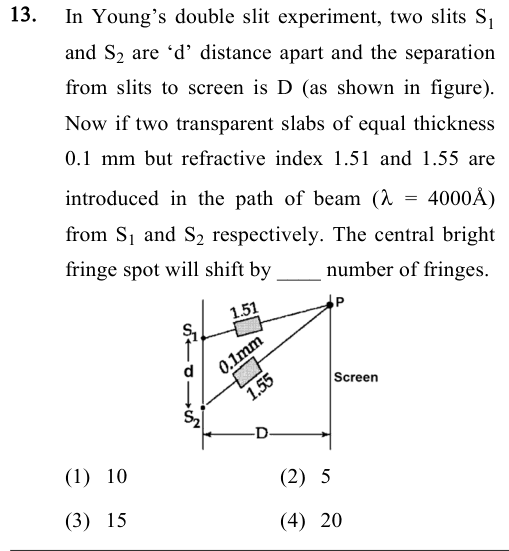 13. In Young's double slit experiment, two slits S₁
and S₂ are 'd' distance apart and the separation
from slits to screen is D (as shown in figure).
Now if two transparent slabs of equal thickness
0.1 mm but refractive index 1.51 and 1.55 are
introduced in the path of beam (λ = 4000Å)
from S₁ and S₂ respectively. The central bright
fringe spot will shift by ____ number of fringes.
P
1.51
S₁
0.1mm
d
1.55
Screen
S₂
D
(1) 10 (2) 5
(3) 15 (4) 20